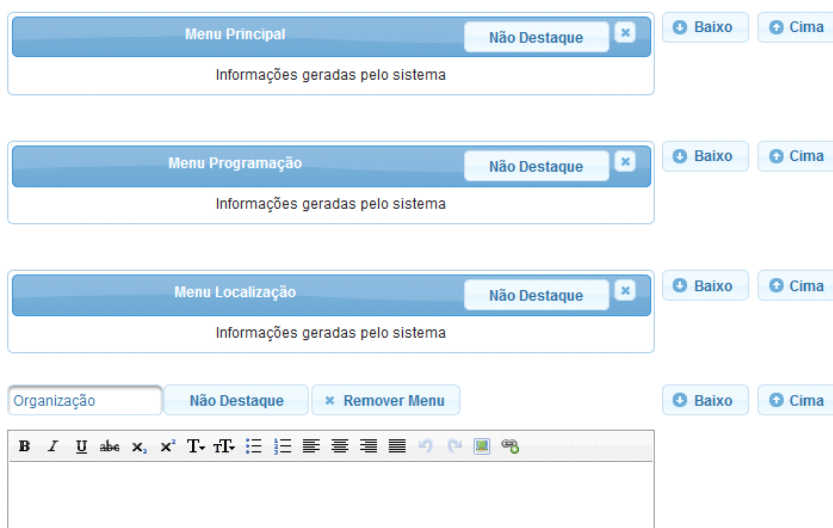 Menu Principal Não Destaque Baixo Cima
Informações geradas pelo sistema
Menu Programação Não Destaque Baixo Cima
Informações geradas pelo sistema
Menu Localização Não Destaque Baixo Cima
Informações geradas pelo sistema
Organização Não Destaque Remover Menu Baixo Cima
B I U abc x₂ x² T TT